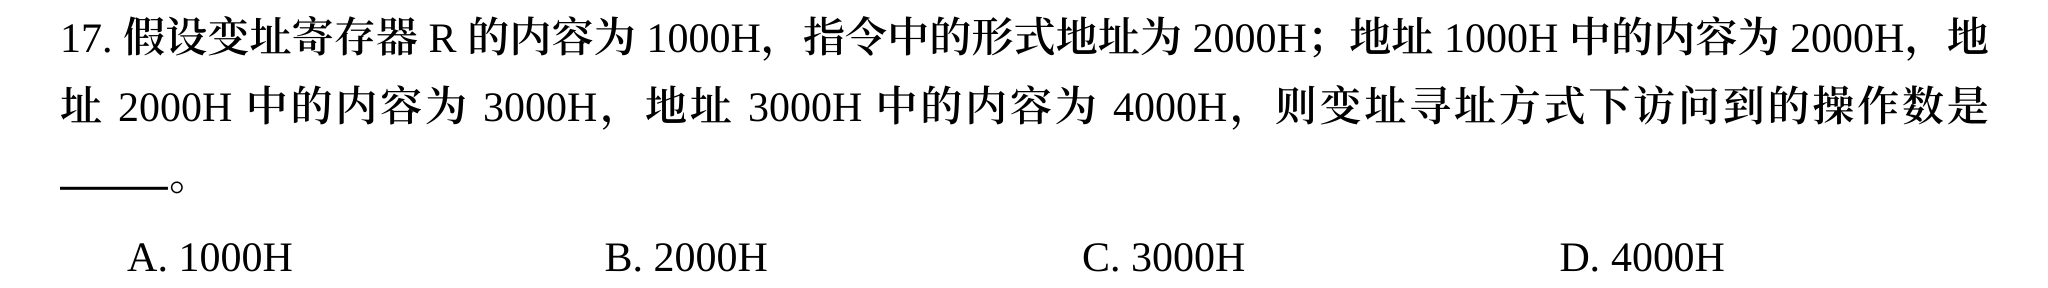 17. 假设变址寄存器 R 的内容为 1000H，指令中的形式地址为 2000H；地址 1000H 中的内容为 2000H，地
址 2000H 中的内容为 3000H，地址 3000H 中的内容为 4000H，则变址寻址方式下访问到的操作数是
_____。
A. 1000H B. 2000H C. 3000H D. 4000H